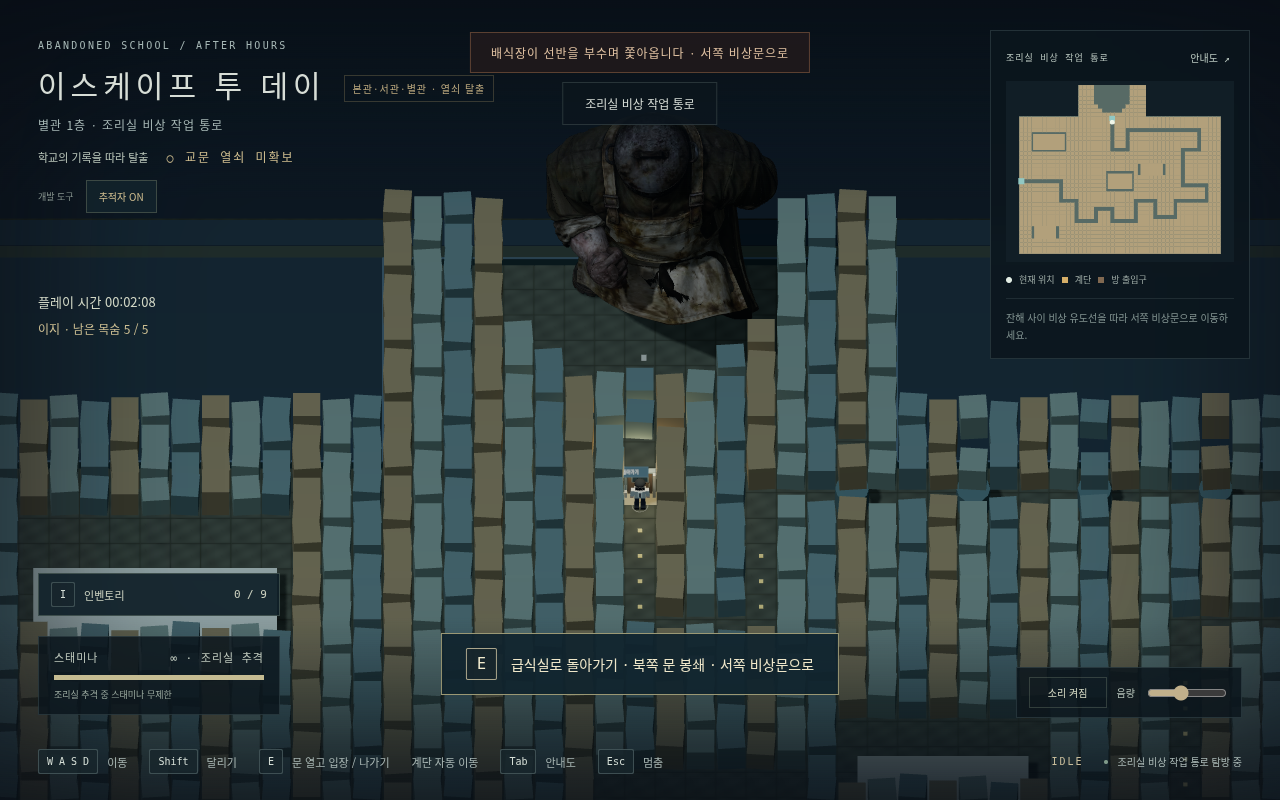 ABANDONED SCHOOL / AFTER HOURS
이스케이프 투 데이
본관·서관·별관 · 열쇠 탈출
별관 1층 · 조리실 비상 작업 통로
학교의 기록을 따라 탈출 ○ 교문 열쇠 미확보
개발 도구 추적자 ON
플레이 시간 00:02:08
이지 · 남은 목숨 5 / 5
배식장이 선반을 부수며 쫓아옵니다 · 서쪽 비상문으로
조리실 비상 작업 통로
조리실 비상 작업 통로 안내도 ↗
현재 위치 계단 방 출입구
잔해 사이 비상 유도선을 따라 서쪽 비상문으로 이동하
세요.
I 인벤토리 0 / 9
스태미나 ∞ · 조리실 추격
조리실 추격 중 스태미나 무제한
E 급식실로 돌아가기 · 북쪽 문 봉쇄 · 서쪽 비상문으로
소리 켜짐 음량
W A S D 이동 Shift 달리기 E 문 열고 입장 / 나가기 계단 자동 이동 Tab 안내도 Esc 멈춤
IDLE • 조리실 비상 작업 통로 탐방 중